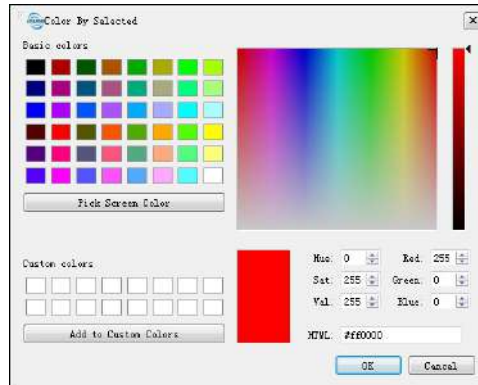 Color By Selected
Basic colors
Pick Screen Color
Custom colors
Add to Custom Colors
Hue: 0 Red: 255
Sat: 255 Green: 0
Val: 255 Blue: 0
HTML: #ff0000
OK Cancel